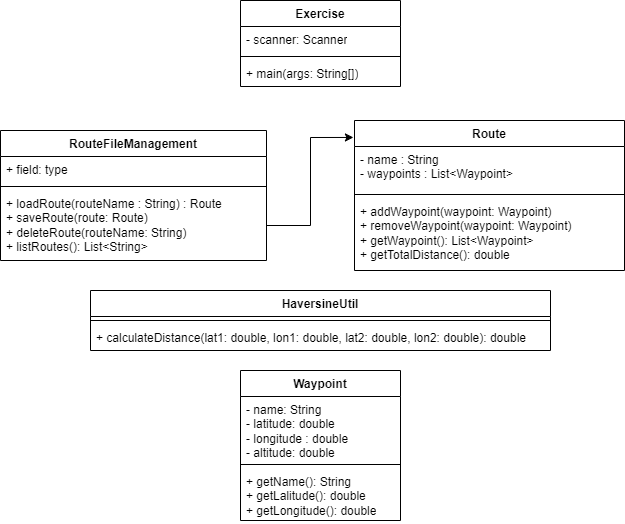 Exercise
- scanner: Scanner
+ main(args: String[])
RouteFileManagement
+ field: type
+ loadRoute(routeName : String) : Route
+ saveRoute(route: Route)
+ deleteRoute(routeName: String)
+ listRoutes(): List<String>
Route
- name : String
- waypoints : List<Waypoint>
+ addWaypoint(waypoint: Waypoint)
+ removeWaypoint(waypoint: Waypoint)
+ getWaypoint(): List<Waypoint>
+ getTotalDistance(): double
HaversineUtil
+ calculateDistance(lat1: double, lon1: double, lat2: double, lon2: double): double
Waypoint
- name: String
- latitude: double
- longitude : double
- altitude: double
+ getName(): String
+ getLalitude(): double
+ getLongitude(): double